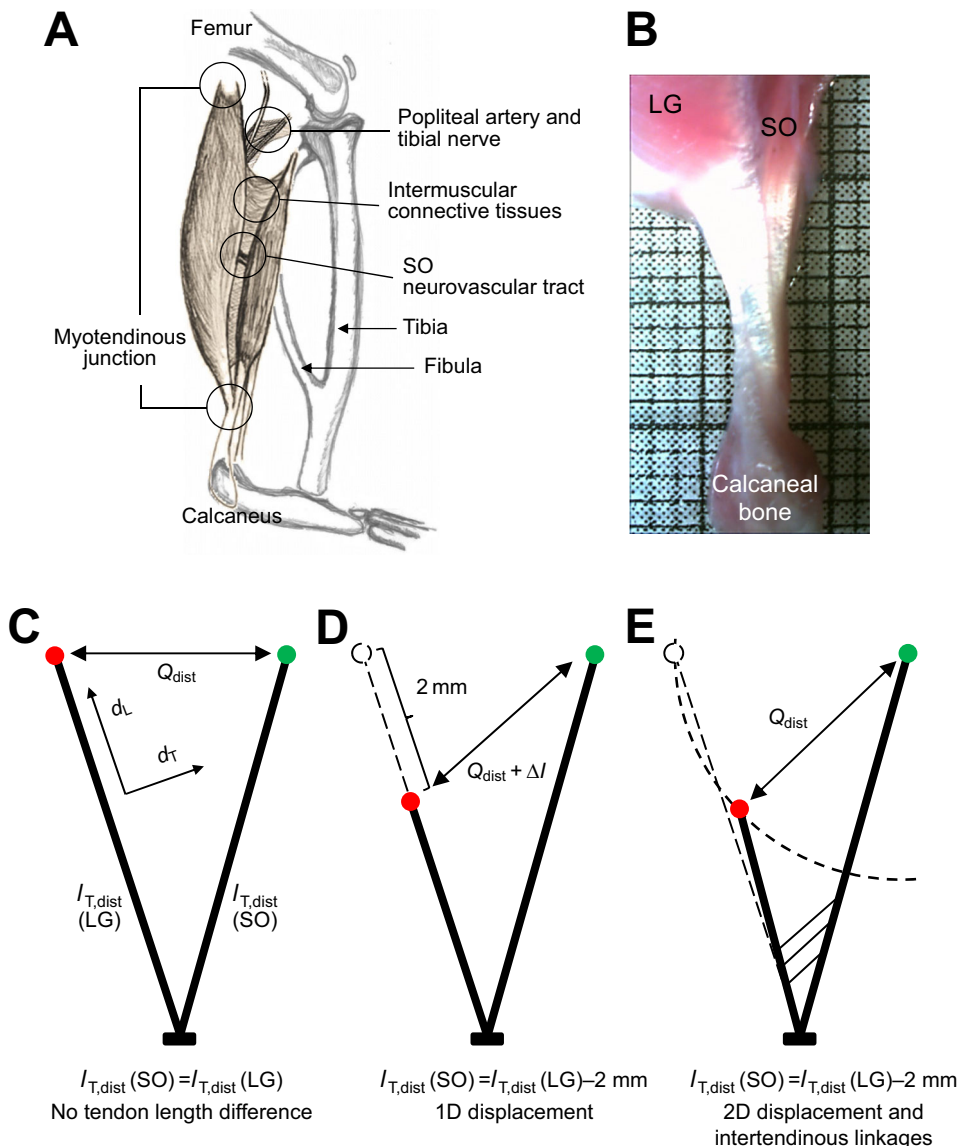 A
Femur
Popliteal artery and
tibial nerve
Intermuscular
connective tissues
SO
neurovascular tract
Tibia
Fibula
Myotendinous
junction
Calcaneus
B
LG
SO
Calcaneal
bone
C
Qdist
dL
dT
lT,dist
(LG)
lT,dist
(SO)
lT,dist (SO)=lT,dist (LG)
No tendon length difference
D
2 mm
Qdist + Δl
lT,dist (SO)=lT,dist (LG)–2 mm
1D displacement
E
Qdist
lT,dist (SO)=lT,dist (LG)–2 mm
2D displacement and
intertendinous linkages